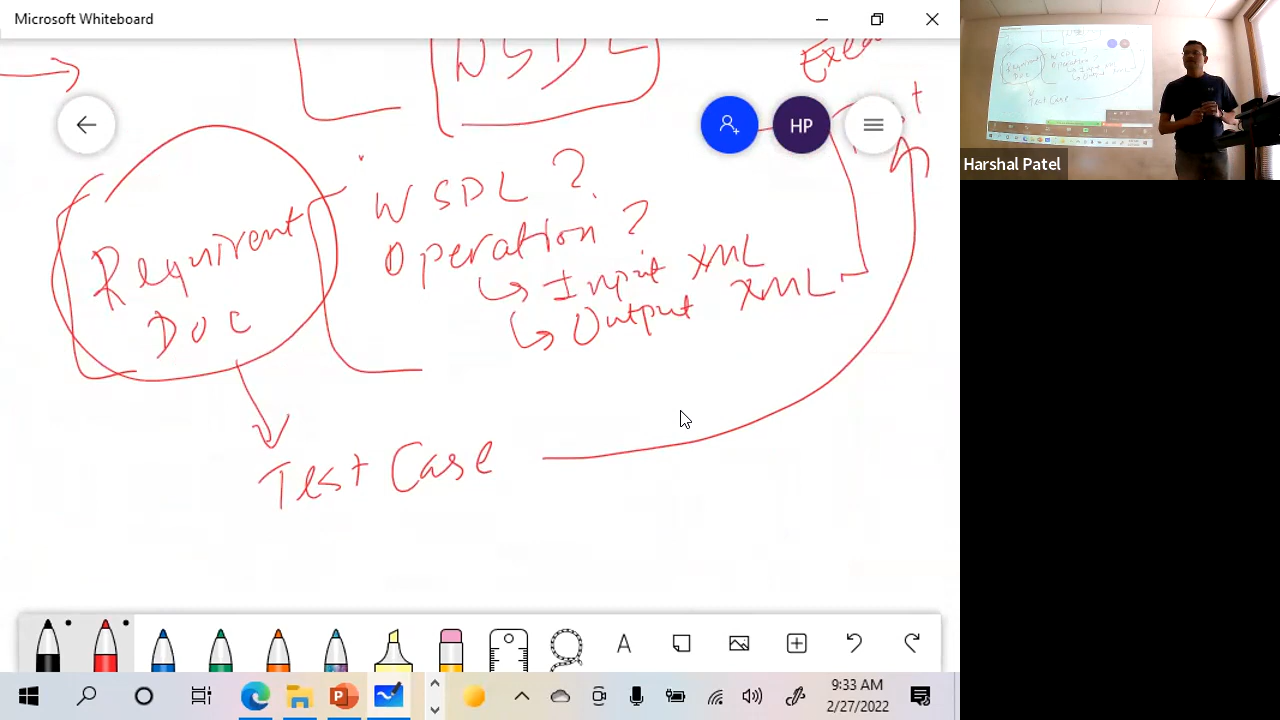 Microsoft Whiteboard
WSDL
HP
Harshal Patel
WSDL ?
Operation ?
Input XML
Output XML
Requirent
Doc
Test Case
A
9:33 AM
2/27/2022